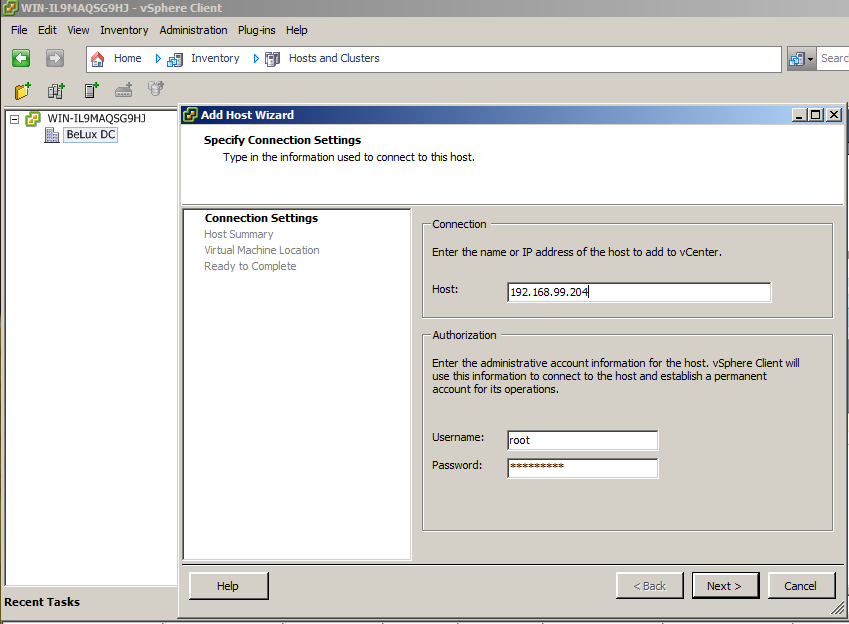 WIN-IL9MAQSG9HJ - vSphere Client
File Edit View Inventory Administration Plug-ins Help
Home Inventory Hosts and Clusters
Searc
WIN-IL9MAQSG9HJ
BeLux DC
Add Host Wizard
Specify Connection Settings
Type in the information used to connect to this host.
Connection Settings
Host Summary
Virtual Machine Location
Ready to Complete
Connection
Enter the name or IP address of the host to add to vCenter.
Host: 192.168.99.204
Authorization
Enter the administrative account information for the host. vSphere Client will
use this information to connect to the host and establish a permanent
account for its operations.
Username: root
Password: *********
Help < Back Next > Cancel
Recent Tasks